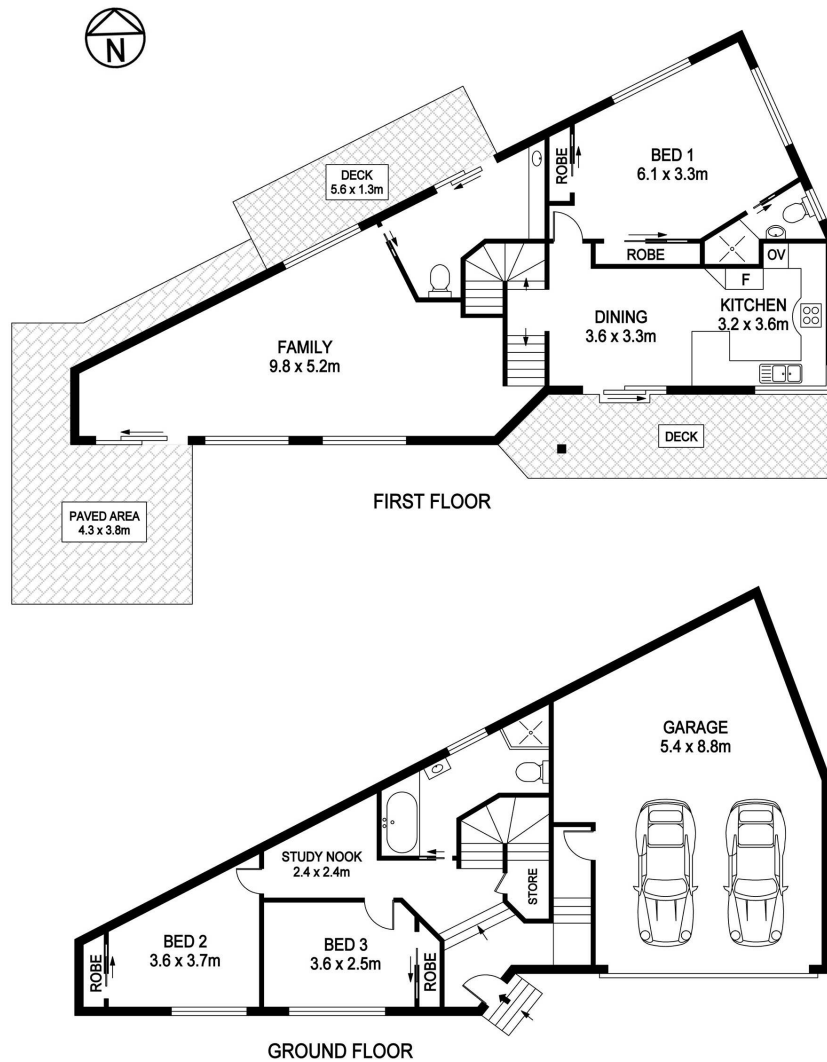 N
DECK
5.6 x 1.3m
ROBE
BED 1
6.1 x 3.3m
ROBE
OV
F
DINING
3.6 x 3.3m
KITCHEN
3.2 x 3.6m
FAMILY
9.8 x 5.2m
DECK
PAVED AREA
4.3 x 3.8m
FIRST FLOOR
GARAGE
5.4 x 8.8m
STUDY NOOK
2.4 x 2.4m
STORE
BED 2
3.6 x 3.7m
ROBE
BED 3
3.6 x 2.5m
ROBE
GROUND FLOOR